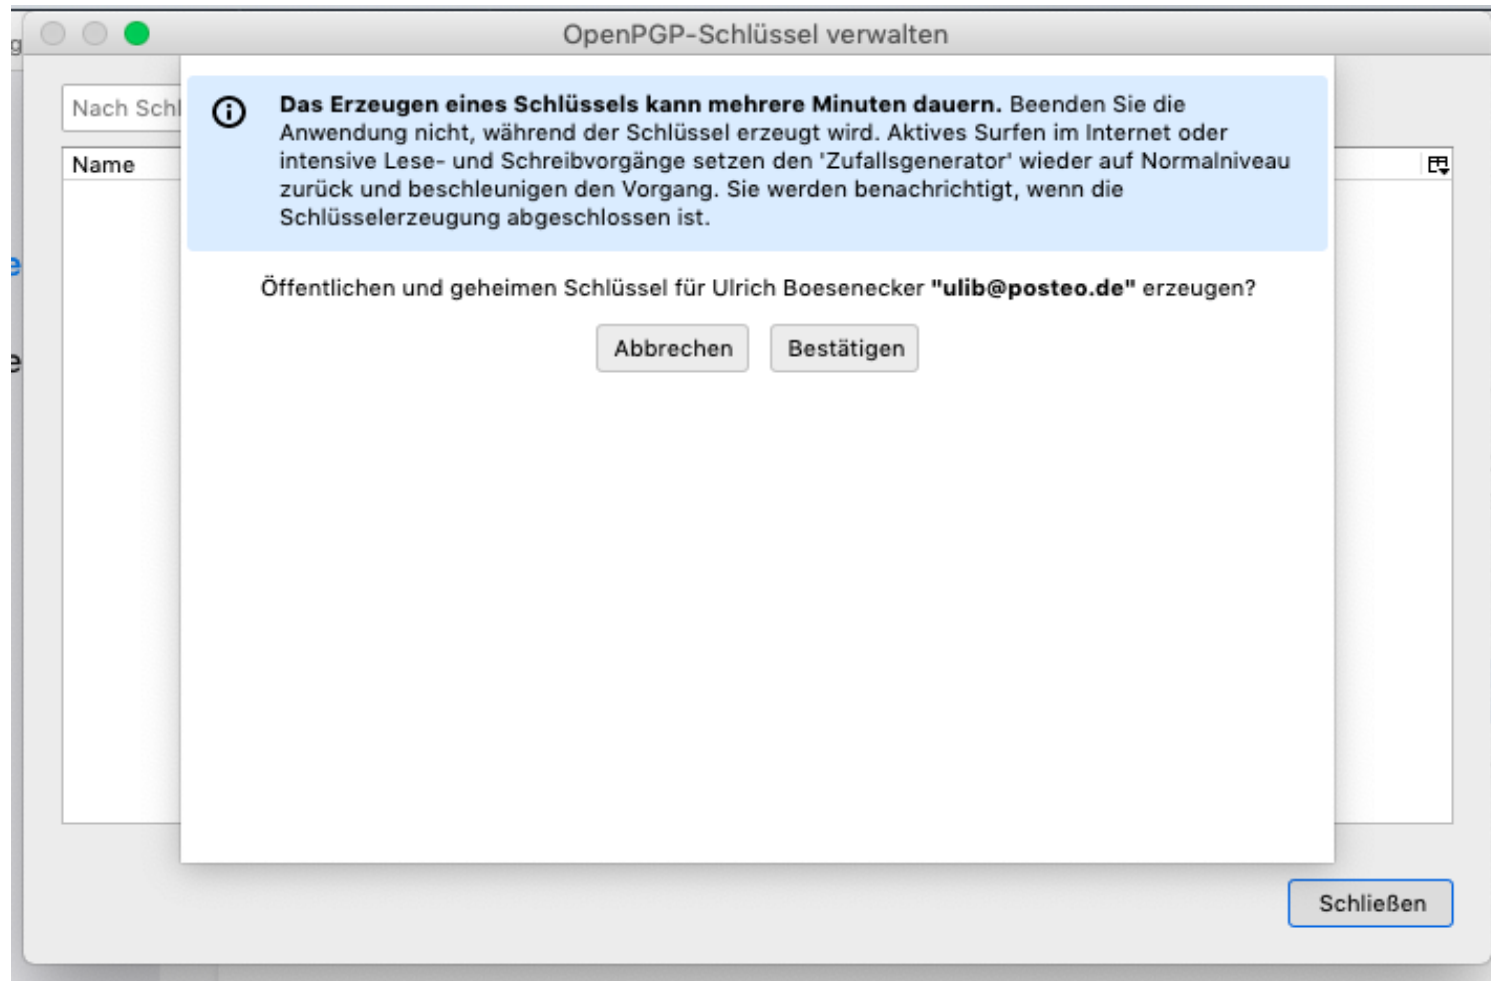 OpenPGP-Schlüssel verwalten
Nach Schl
Name
Das Erzeugen eines Schlüssels kann mehrere Minuten dauern. Beenden Sie die
Anwendung nicht, während der Schlüssel erzeugt wird. Aktives Surfen im Internet oder
intensive Lese- und Schreibvorgänge setzen den 'Zufallsgenerator' wieder auf Normalniveau
zurück und beschleunigen den Vorgang. Sie werden benachrichtigt, wenn die
Schlüsselerzeugung abgeschlossen ist.
Öffentlichen und geheimen Schlüssel für Ulrich Boesenecker "ulib@posteo.de" erzeugen?
Abbrechen
Bestätigen
Schließen